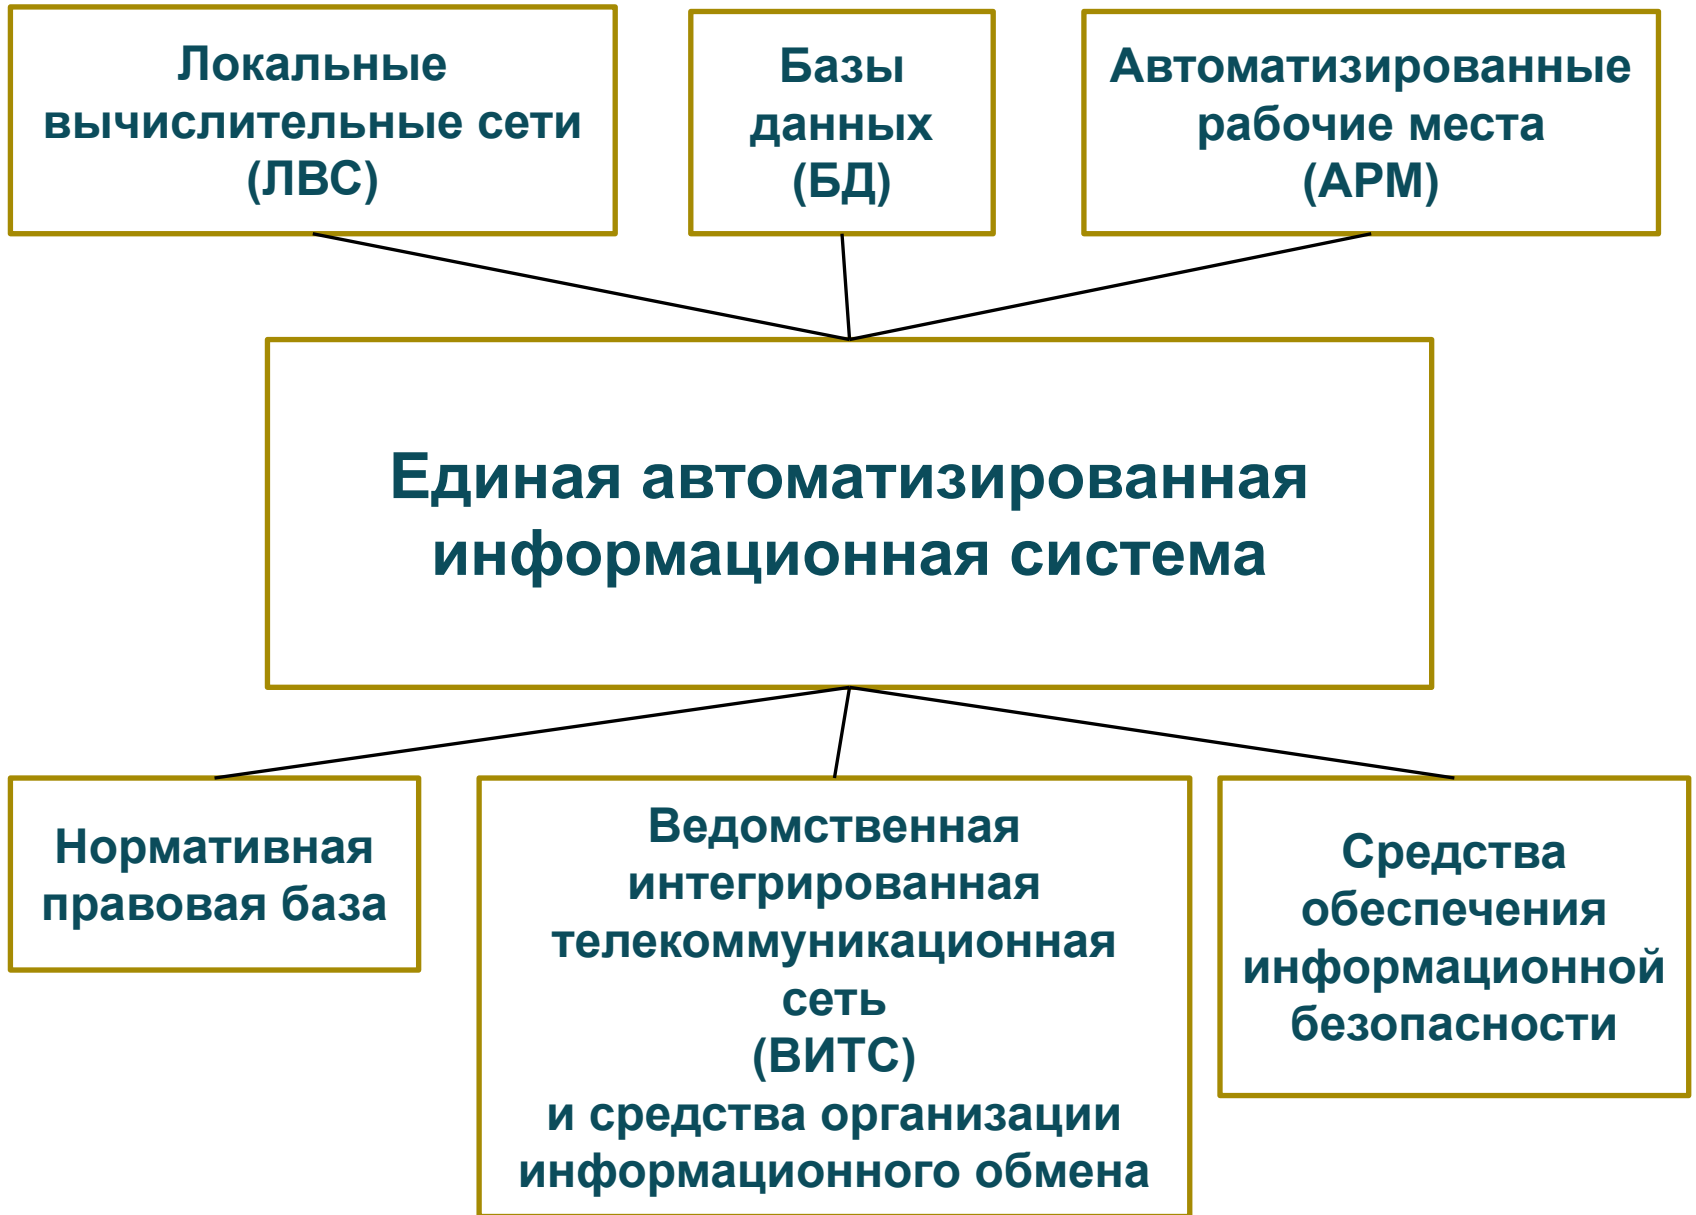 Локальные
вычислительные сети
(ЛВС)
Базы
данных
(БД)
Автоматизированные
рабочие места
(АРМ)
Единая автоматизированная
информационная система
Нормативная
правовая база
Ведомственная
интегрированная
телекоммуникационная
сеть
(ВИТС)
и средства организации
информационного обмена
Средства
обеспечения
информационной
безопасности